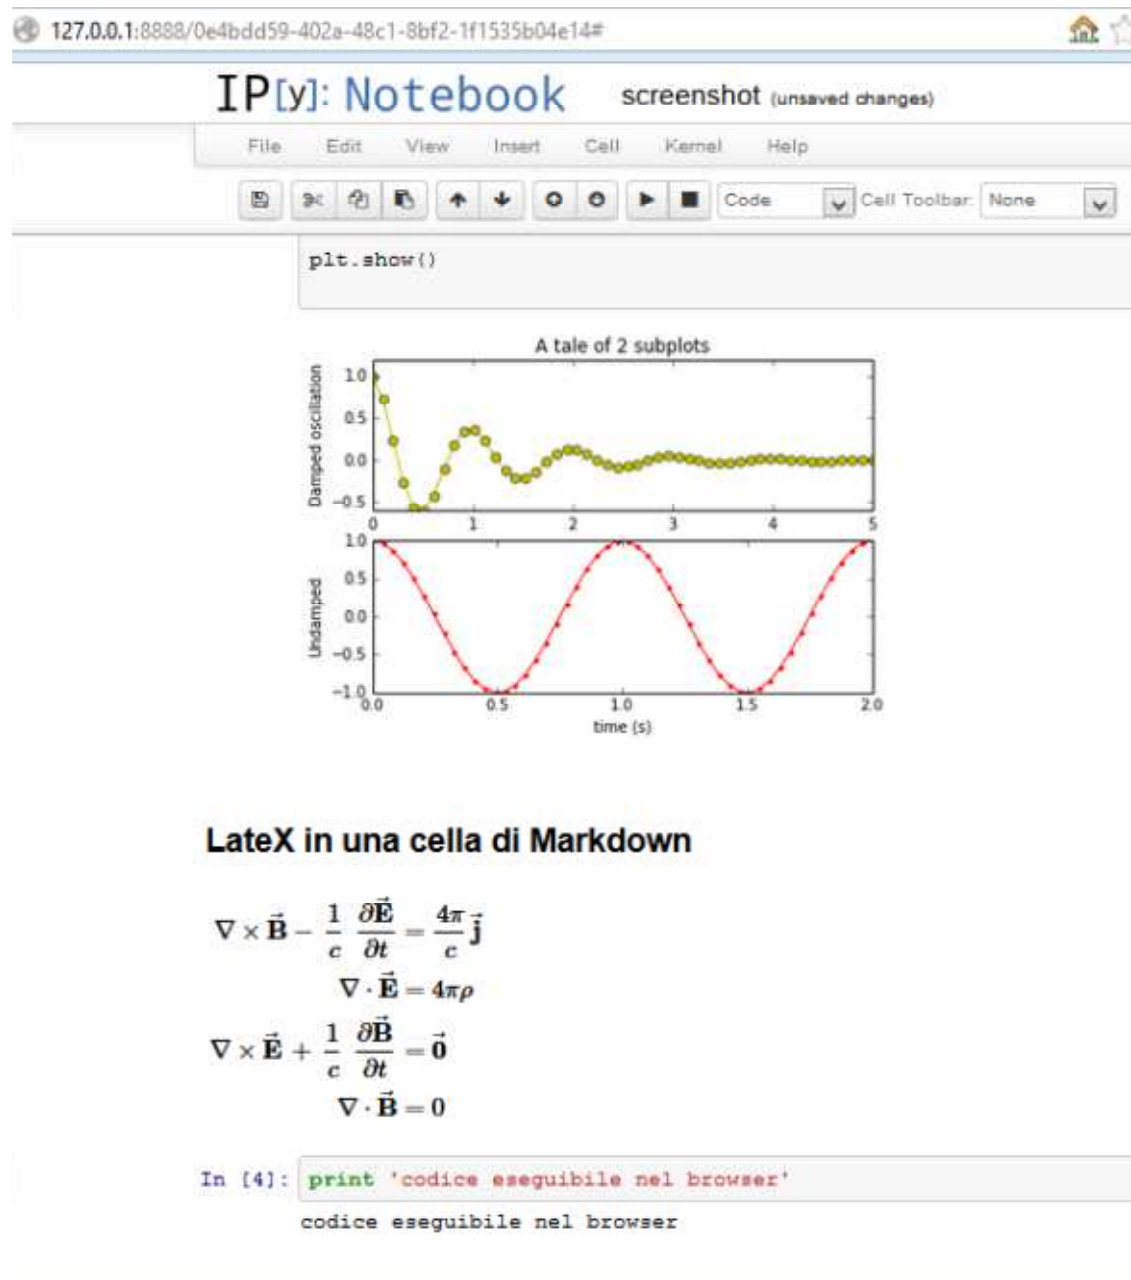 127.0.0.1:8888/0e4bdd59-402a-48c1-8bf2-1f1535b04e14#
IP[y]: Notebook screenshot (unsaved changes)
File Edit View Insert Cell Kernel Help
Code Cell Toolbar: None
plt.show()
A tale of 2 subplots
Damped oscillation
1.0
0.5
0.0
−0.5
0 1 2 3 4 5
Undamped
1.0
0.5
0.0
−0.5
−1.0
0.0 0.5 1.0 1.5 2.0
time (s)
LateX in una cella di Markdown
∇ × B⃗ − 1/c ∂E⃗/∂t = 4π/c j⃗
∇ · E⃗ = 4πρ
∇ × E⃗ + 1/c ∂B⃗/∂t = 0⃗
∇ · B⃗ = 0
In [4]: print 'codice eseguibile nel browser'
codice eseguibile nel browser